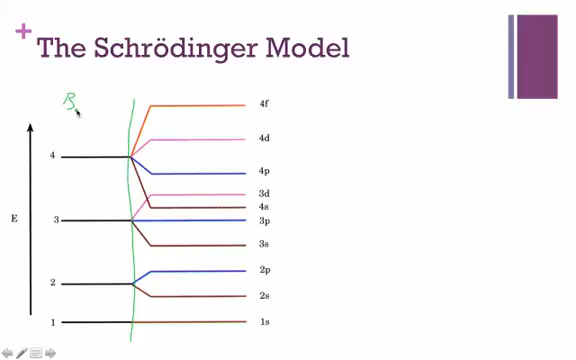 +
The Schrödinger Model
B
4f
4d
4
4p
3d
4s
E
3
3p
3s
2p
2
2s
1
1s